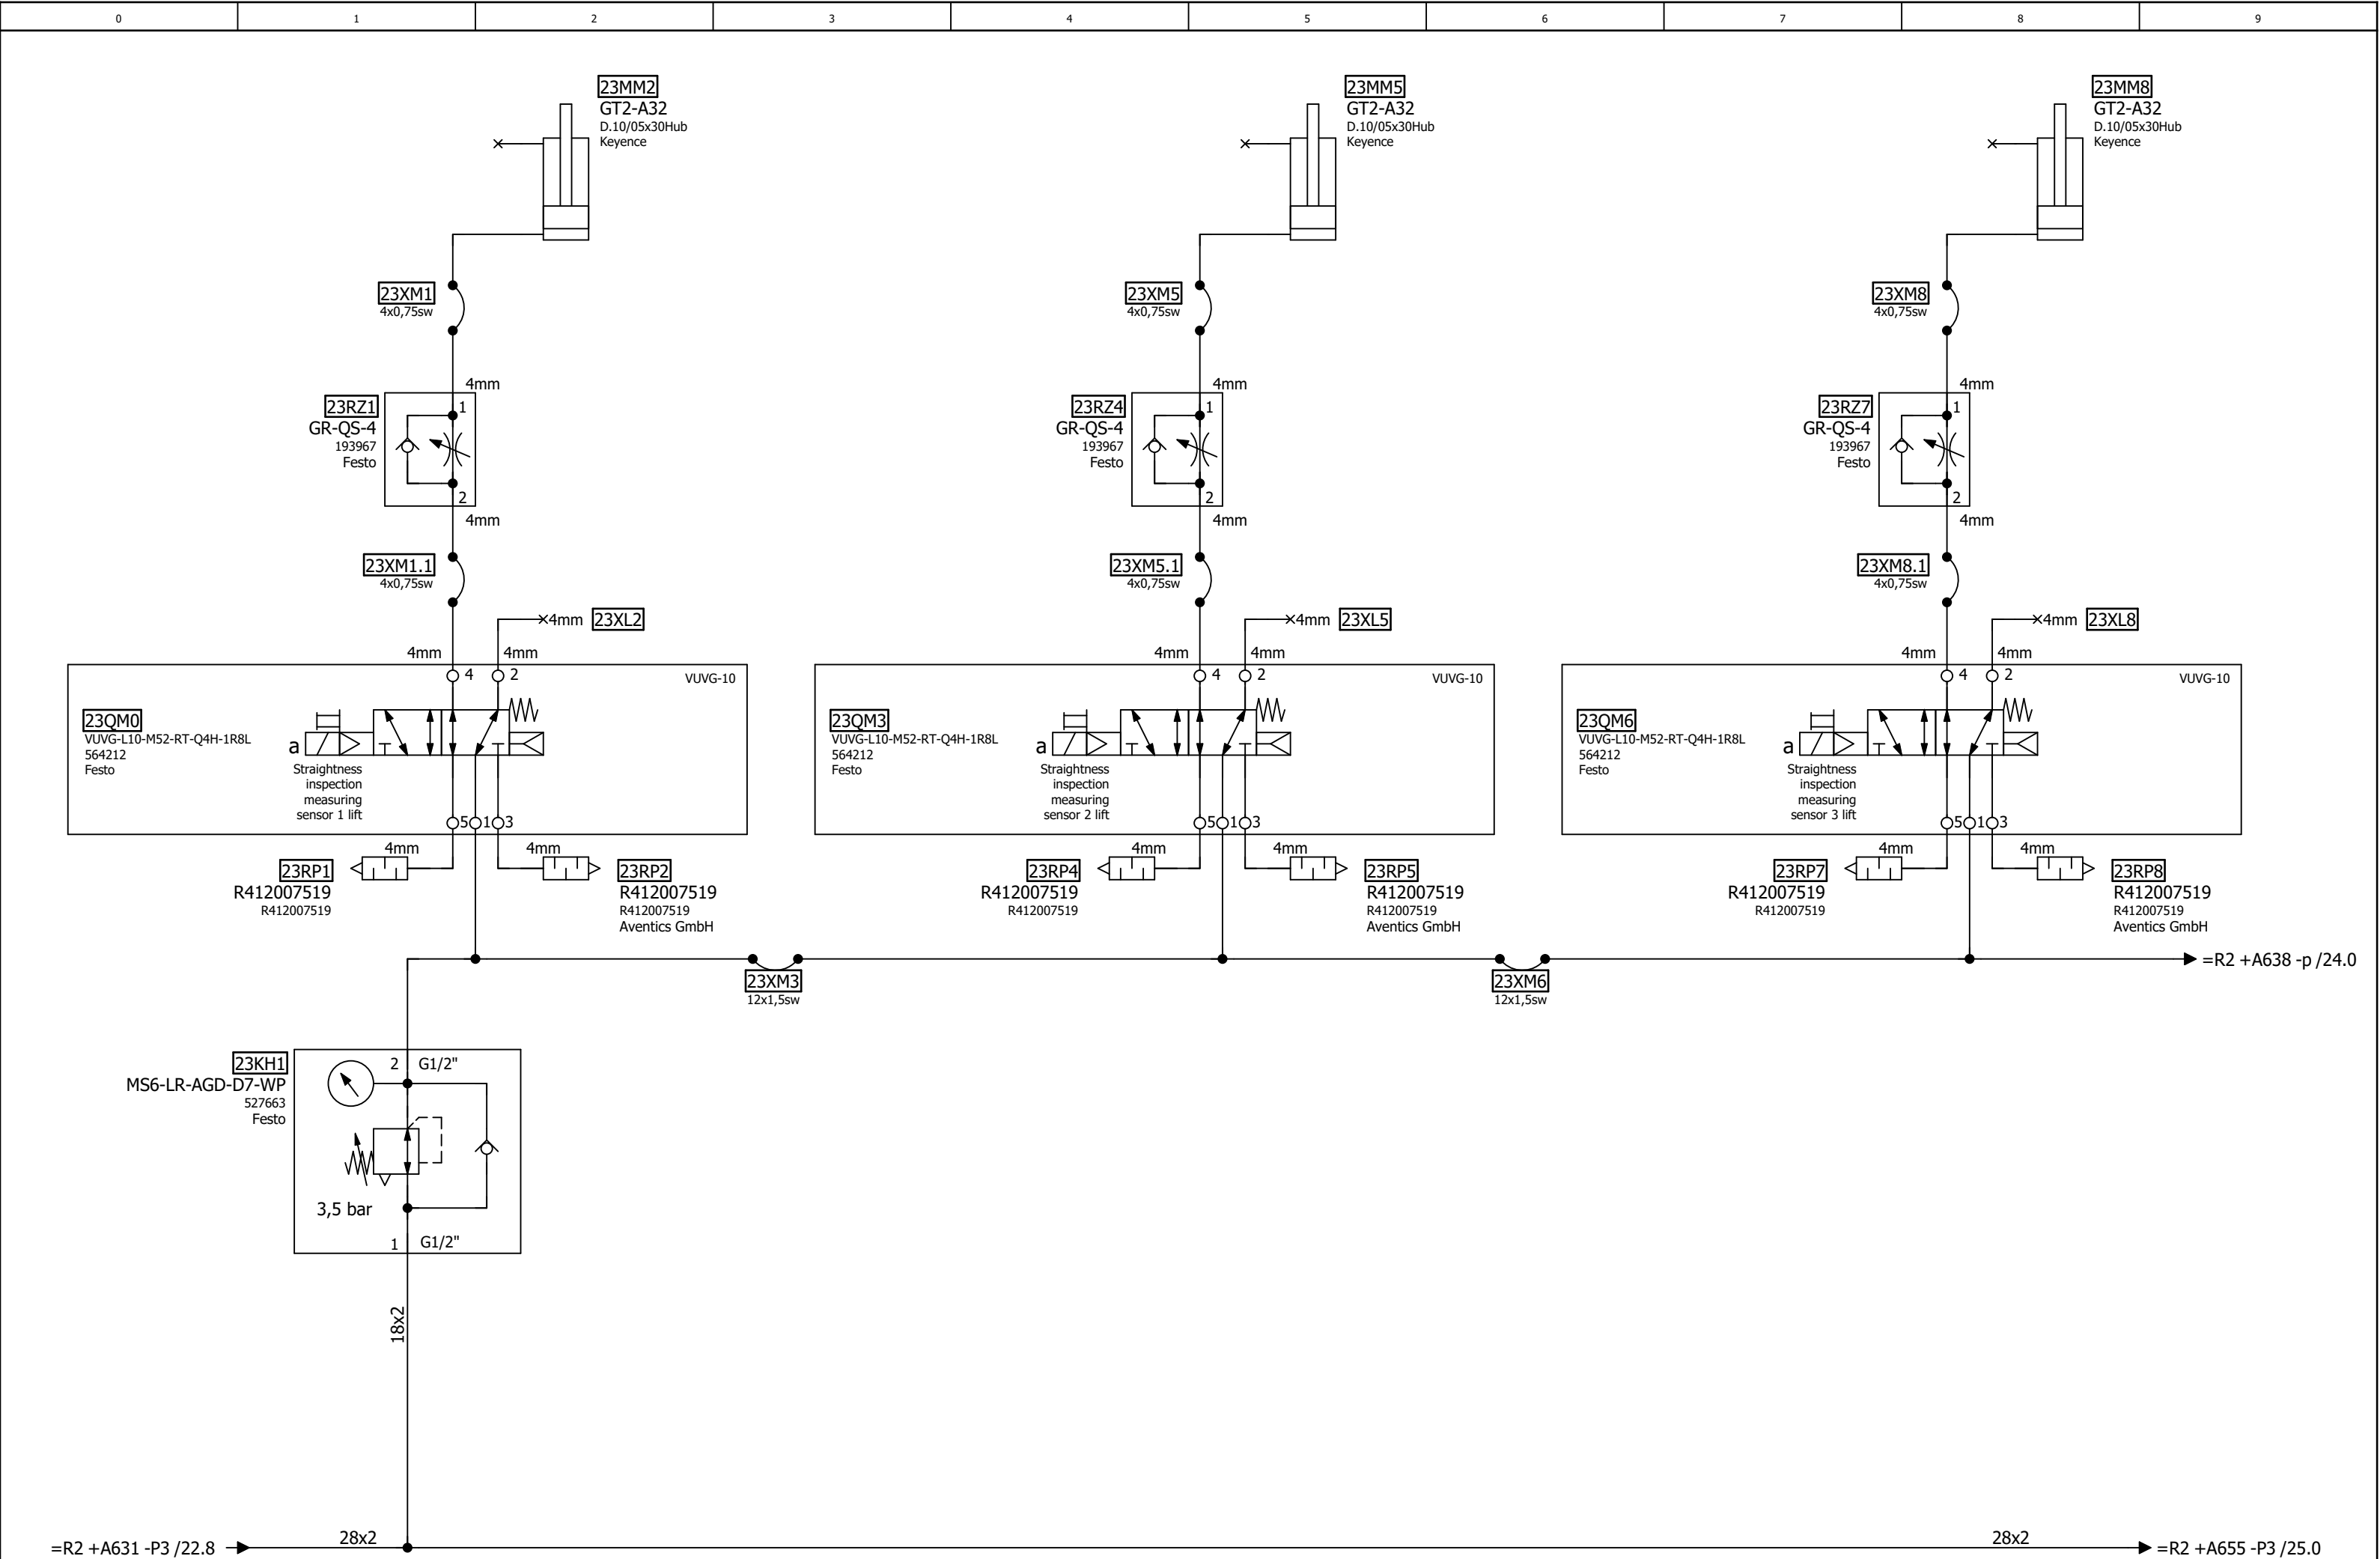 0 1 2 3 4 5 6 7 8 9
23MM2
GT2-A32
D.10/05x30Hub
Keyence
23MM5
GT2-A32
D.10/05x30Hub
Keyence
23MM8
GT2-A32
D.10/05x30Hub
Keyence
23XM1
4x0,75sw
23XM5
4x0,75sw
23XM8
4x0,75sw
4mm
23RZ1
GR-QS-4
193967
Festo
1
2
4mm
4mm
23RZ4
GR-QS-4
193967
Festo
1
2
4mm
4mm
23RZ7
GR-QS-4
193967
Festo
1
2
4mm
23XM1.1
4x0,75sw
23XM5.1
4x0,75sw
23XM8.1
4x0,75sw
4mm 23XL2
4mm 4mm
4 2 VUVG-10
23QM0
VUVG-L10-M52-RT-Q4H-1R8L
564212
Festo
a
Straightness
inspection
measuring
sensor 1 lift
5 1 3
4mm 23XL5
4mm 4mm
4 2 VUVG-10
23QM3
VUVG-L10-M52-RT-Q4H-1R8L
564212
Festo
a
Straightness
inspection
measuring
sensor 2 lift
5 1 3
4mm 23XL8
4mm 4mm
4 2 VUVG-10
23QM6
VUVG-L10-M52-RT-Q4H-1R8L
564212
Festo
a
Straightness
inspection
measuring
sensor 3 lift
5 1 3
4mm 4mm
23RP1
R412007519
R412007519
23RP2
R412007519
R412007519
Aventics GmbH
4mm 4mm
23RP4
R412007519
R412007519
23RP5
R412007519
R412007519
Aventics GmbH
4mm 4mm
23RP7
R412007519
R412007519
23RP8
R412007519
R412007519
Aventics GmbH
23XM3
12x1,5sw
23XM6
12x1,5sw
=R2 +A638 -p /24.0
23KH1
MS6-LR-AGD-D7-WP
527663
Festo
2 G1/2"
3,5 bar
1 G1/2"
18x2
=R2 +A631 -P3 /22.8
28x2
28x2
=R2 +A655 -P3 /25.0